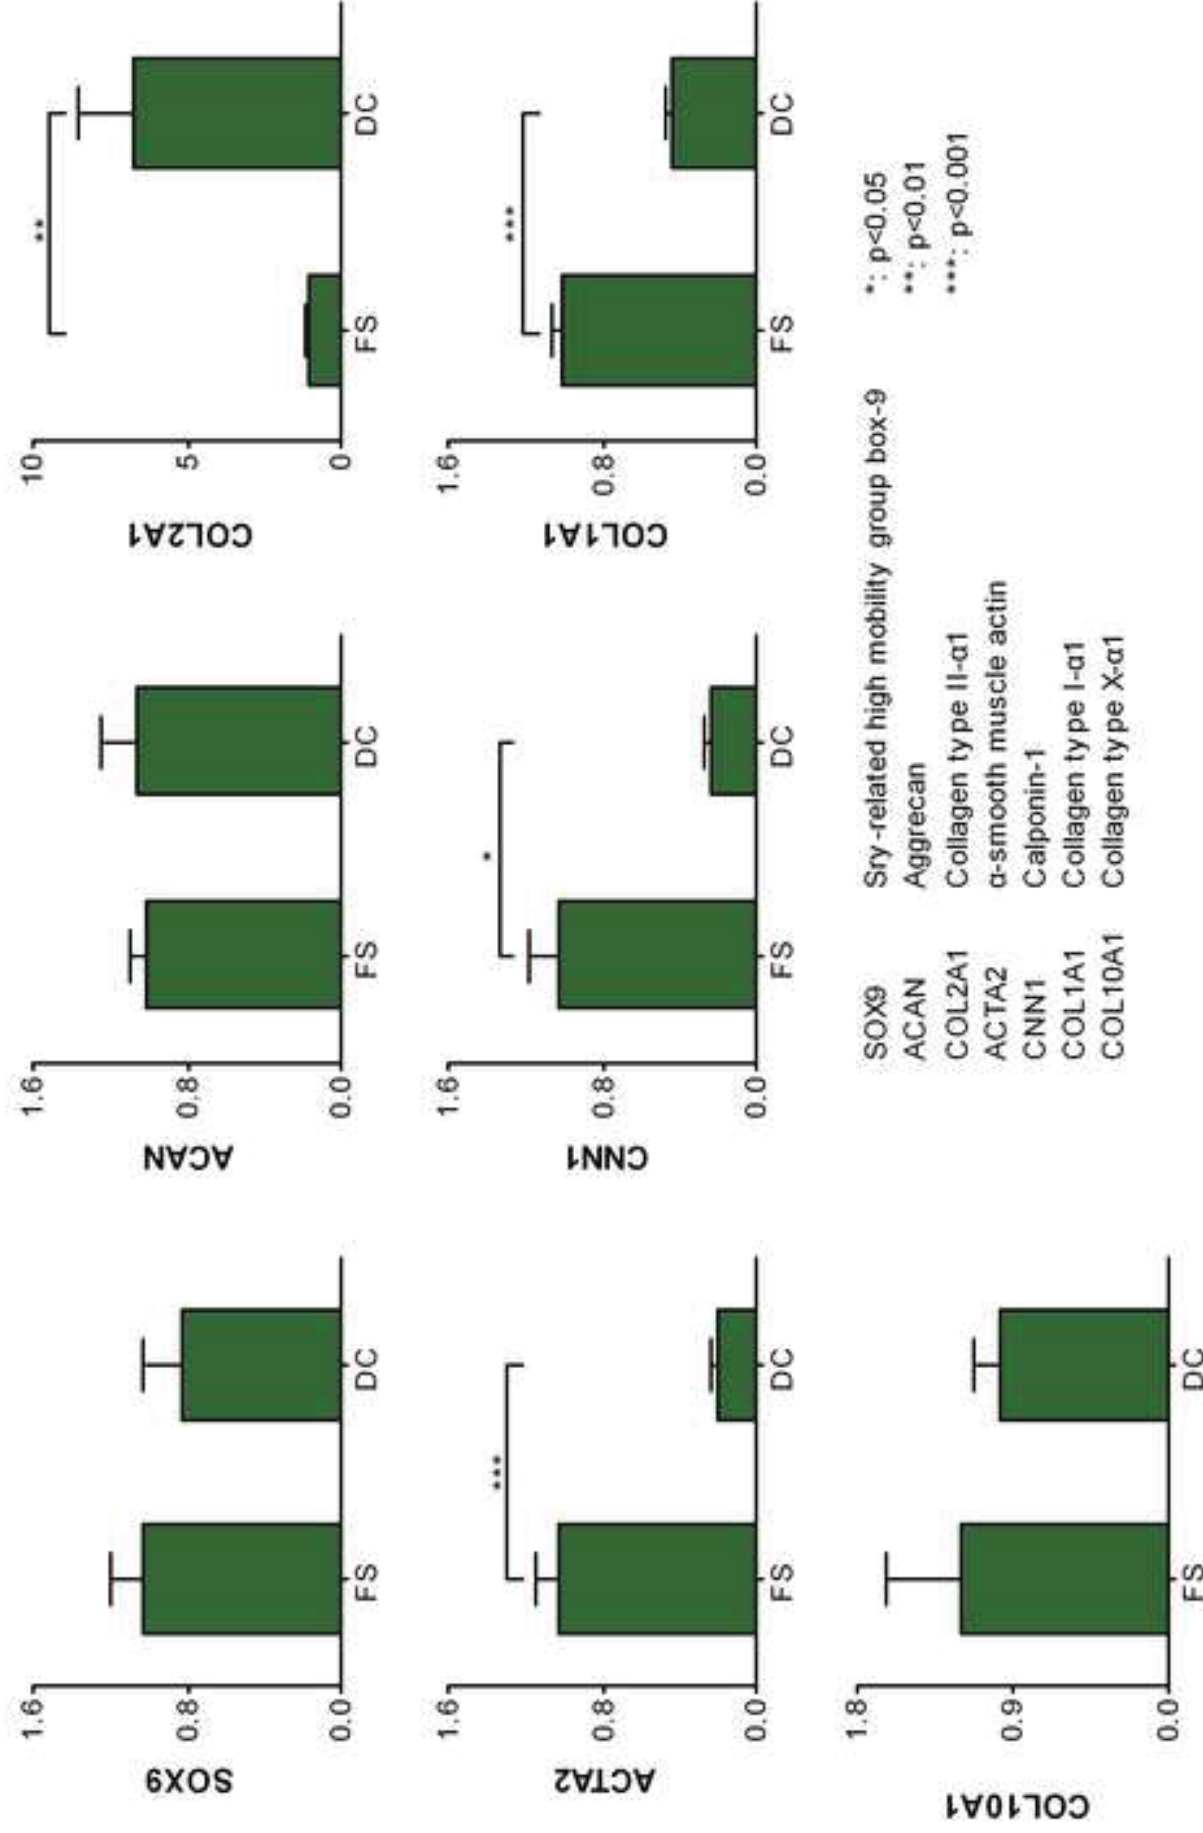 SOX9
1.6
0.8
0.0
FS
DC
ACAN
1.6
0.8
0.0
FS
DC
COL2A1
10
5
0
**
FS
DC
ACTA2
1.6
0.8
0.0
***
FS
DC
CNN1
1.6
0.8
0.0
*
FS
DC
COL1A1
1.6
0.8
0.0
***
FS
DC
COL10A1
1.8
0.9
0.0
FS
DC
SOX9 Sry-related high mobility group box-9
ACAN Aggrecan
COL2A1 Collagen type II-α1
ACTA2 α-smooth muscle actin
CNN1 Calponin-1
COL1A1 Collagen type I-α1
COL10A1 Collagen type X-α1
*: p<0.05
**: p<0.01
***: p<0.001